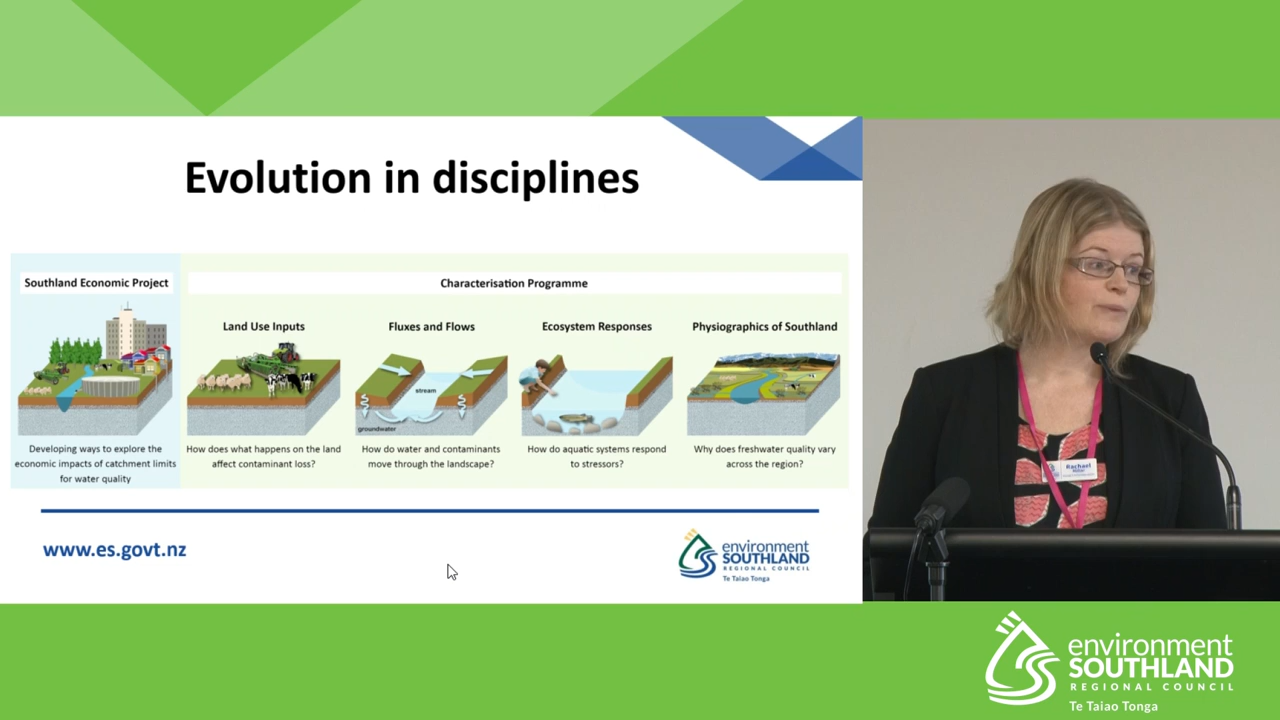 Evolution in disciplines
Southland Economic Project
Characterisation Programme
Land Use Inputs
Fluxes and Flows
Ecosystem Responses
Physiographics of Southland
stream
groundwater
Developing ways to explore the
economic impacts of catchment limits
for water quality
How does what happens on the land
affect contaminant loss?
How do water and contaminants
move through the landscape?
How do aquatic systems respond
to stressors?
Why does freshwater quality vary
across the region?
www.es.govt.nz
environment
SOUTHLAND
REGIONAL COUNCIL
Te Taiao Tonga
Rachael
environment
SOUTHLAND
REGIONAL COUNCIL
Te Taiao Tonga